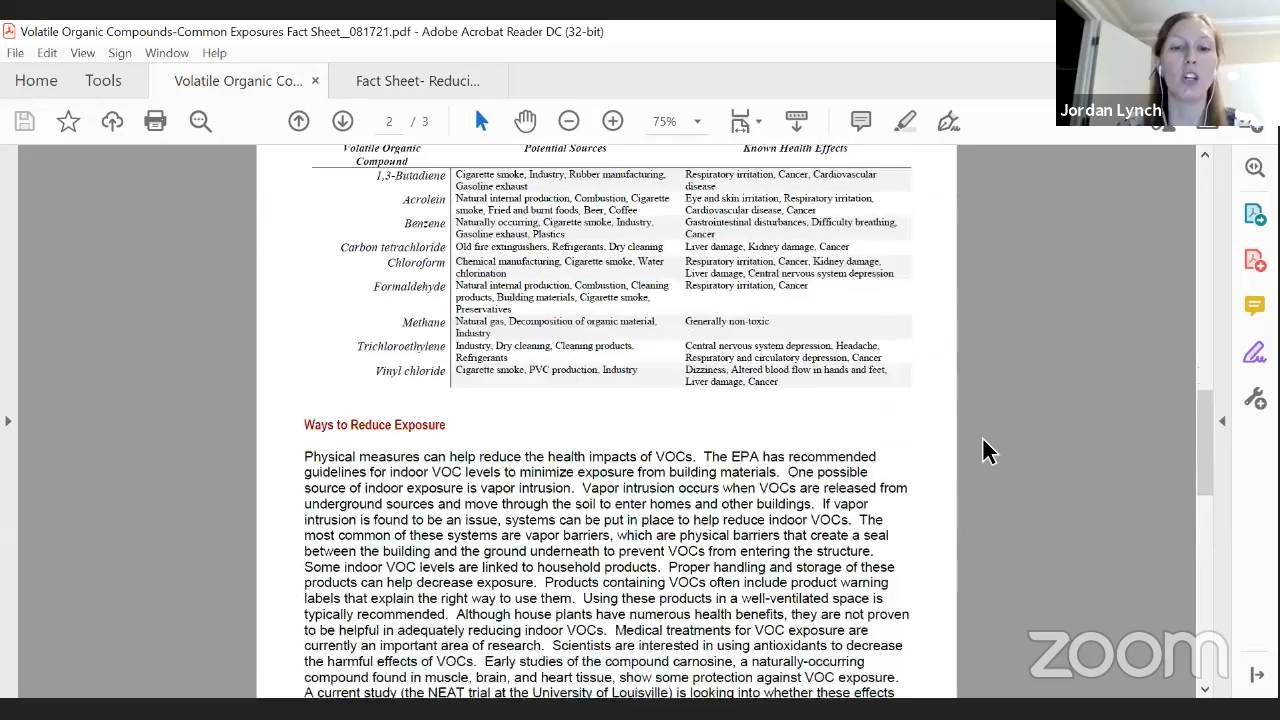 Volatile Organic Compounds-Common Exposures Fact Sheet_081721.pdf - Adobe Acrobat Reader DC (32-bit)
File Edit View Sign Window Help
Home Tools Volatile Organic Co... × Fact Sheet- Reduci...
2 / 3 75%
Jordan Lynch
Volatile Organic Compound Potential Sources Known Health Effects
1,3-Butadiene Cigarette smoke, Industry, Rubber manufacturing, Respiratory irritation, Cancer, Cardiovascular
Gasoline exhaust disease
Acrolein Natural internal production, Combustion, Cigarette Eye and skin irritation, Respiratory irritation,
smoke, Fried and burnt foods, Beer, Coffee Cardiovascular disease, Cancer
Benzene Naturally occurring, Cigarette smoke, Industry, Gastrointestinal disturbances, Difficulty breathing,
Gasoline exhaust, Plastics Cancer
Carbon tetrachloride Old fire extinguishers, Refrigerants, Dry cleaning Liver damage, Kidney damage, Cancer
Chloroform Chemical manufacturing, Cigarette smoke, Water Respiratory irritation, Cancer, Kidney damage,
chlorination Liver damage, Central nervous system depression
Formaldehyde Natural internal production, Combustion, Cleaning Respiratory irritation, Cancer
products, Building materials, Cigarette smoke,
Preservatives
Methane Natural gas, Decomposition of organic material, Generally non-toxic
Industry
Trichloroethylene Industry, Dry cleaning, Cleaning products, Central nervous system depression, Headache,
Refrigerants Respiratory and circulatory depression, Cancer
Vinyl chloride Cigarette smoke, PVC production, Industry Dizziness, Altered blood flow in hands and feet,
Liver damage, Cancer
Ways to Reduce Exposure
Physical measures can help reduce the health impacts of VOCs. The EPA has recommended
guidelines for indoor VOC levels to minimize exposure from building materials. One possible
source of indoor exposure is vapor intrusion. Vapor intrusion occurs when VOCs are released from
underground sources and move through the soil to enter homes and other buildings. If vapor
intrusion is found to be an issue, systems can be put in place to help reduce indoor VOCs. The
most common of these systems are vapor barriers, which are physical barriers that create a seal
between the building and the ground underneath to prevent VOCs from entering the structure.
Some indoor VOC levels are linked to household products. Proper handling and storage of these
products can help decrease exposure. Products containing VOCs often include product warning
labels that explain the right way to use them. Using these products in a well-ventilated space is
typically recommended. Although house plants have numerous health benefits, they are not proven
to be helpful in adequately reducing indoor VOCs. Medical treatments for VOC exposure are
currently an important area of research. Scientists are interested in using antioxidants to decrease
the harmful effects of VOCs. Early studies of the compound carnosine, a naturally-occurring
compound found in muscle, brain, and heart tissue, show some protection against VOC exposure.
A current study (the NEAT trial at the University of Louisville) is looking into whether these effects
zoom